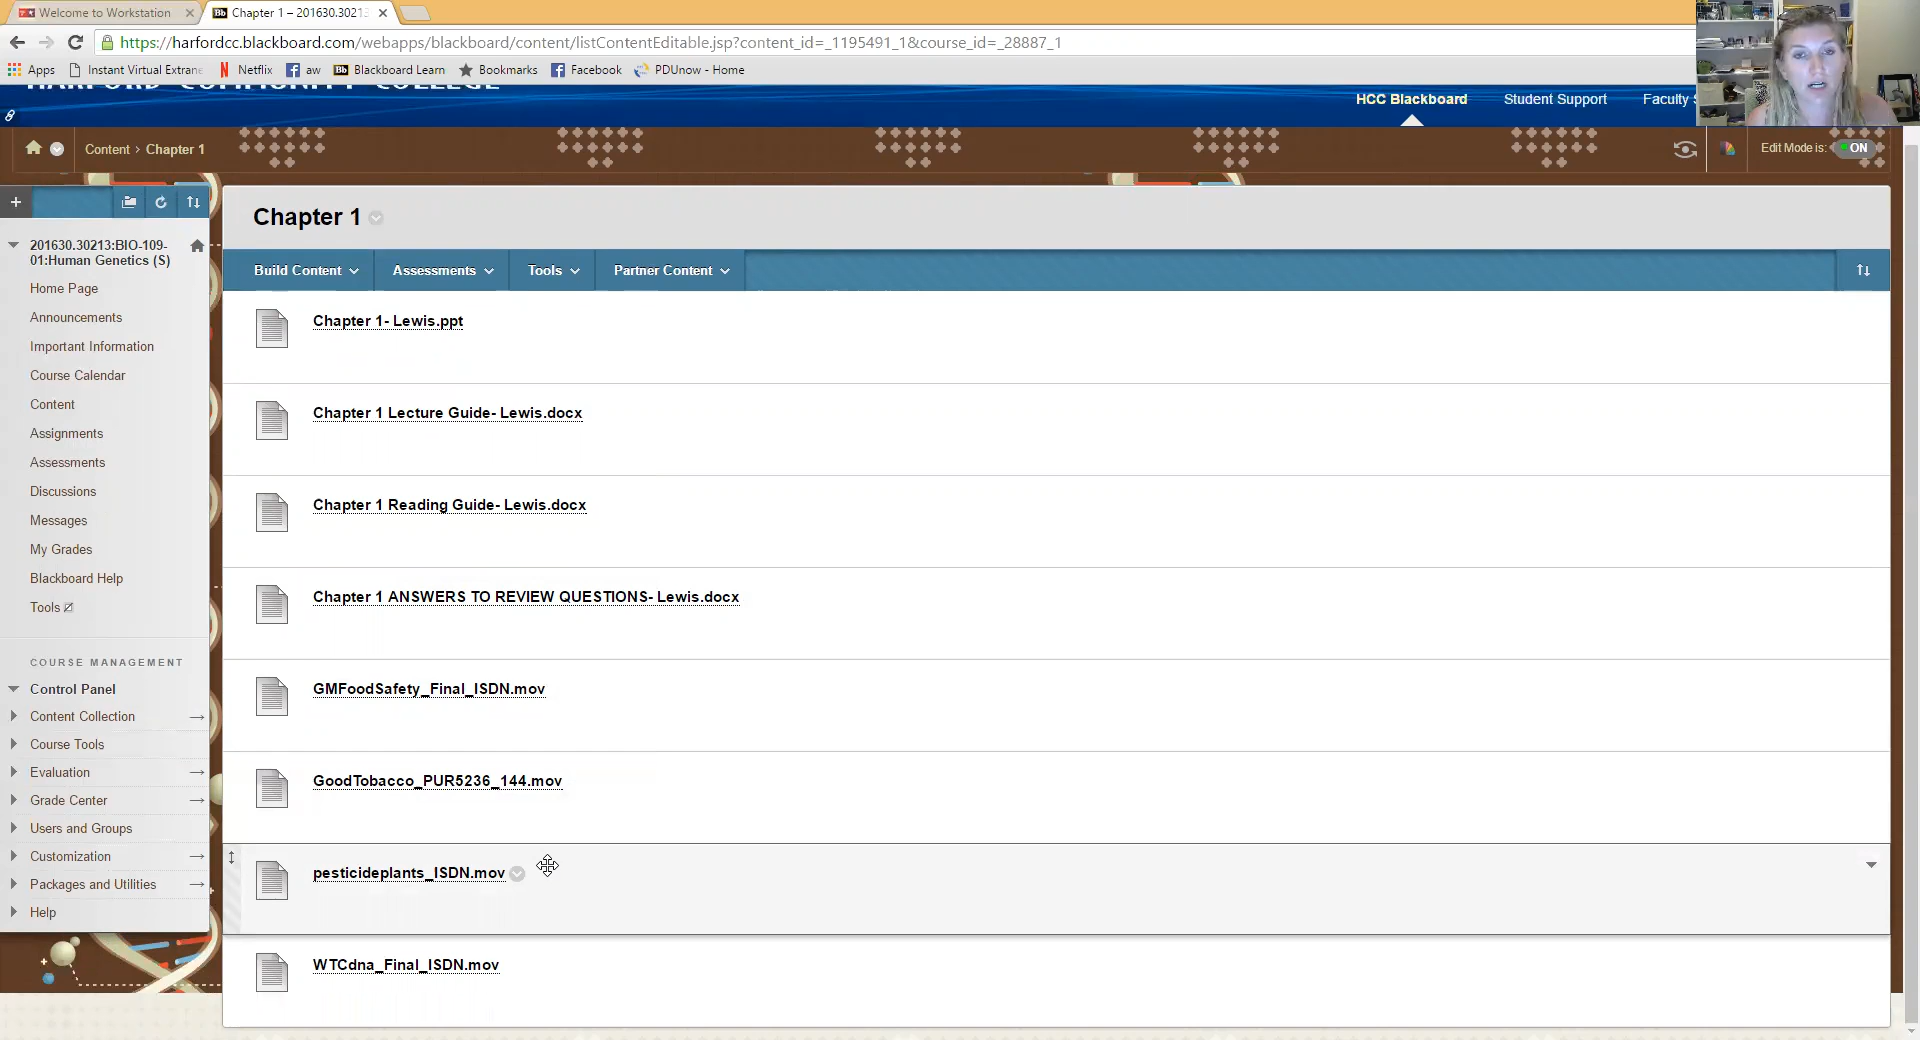 Welcome to Workstation
Bb Chapter 1 – 201630.30213
https://harfordcc.blackboard.com/webapps/blackboard/content/listContentEditable.jsp?content_id=_1195491_1&course_id=_28887_1
Apps Instant Virtual Extrane Netflix aw Bb Blackboard Learn Bookmarks Facebook PDUnow - Home
HARFORD COMMUNITY COLLEGE
HCC Blackboard Student Support Faculty
Content > Chapter 1
Edit Mode is: ON
201630.30213:BIO-109-
01:Human Genetics (S)
Home Page
Announcements
Important Information
Course Calendar
Content
Assignments
Assessments
Discussions
Messages
My Grades
Blackboard Help
Tools
COURSE MANAGEMENT
Control Panel
Content Collection
Course Tools
Evaluation
Grade Center
Users and Groups
Customization
Packages and Utilities
Help
Chapter 1
Build Content Assessments Tools Partner Content
Chapter 1- Lewis.ppt
Chapter 1 Lecture Guide- Lewis.docx
Chapter 1 Reading Guide- Lewis.docx
Chapter 1 ANSWERS TO REVIEW QUESTIONS- Lewis.docx
GMFoodSafety_Final_ISDN.mov
GoodTobacco_PUR5236_144.mov
pesticideplants_ISDN.mov
WTCdna_Final_ISDN.mov